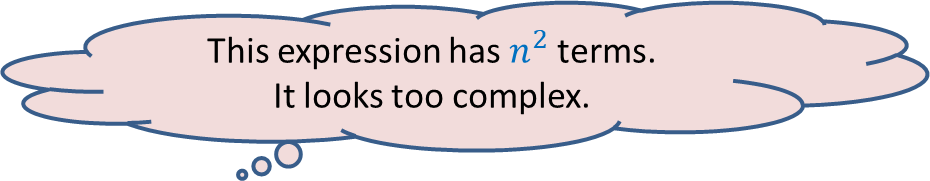 This expression has n² terms.
It looks too complex.